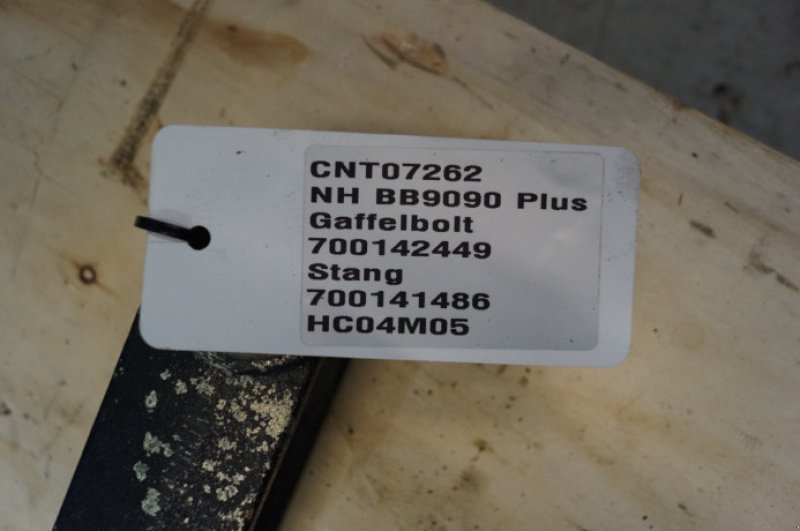 CNT07262
NH BB9090 Plus
Gaffelbolt
700142449
Stang
700141486
HC04M05